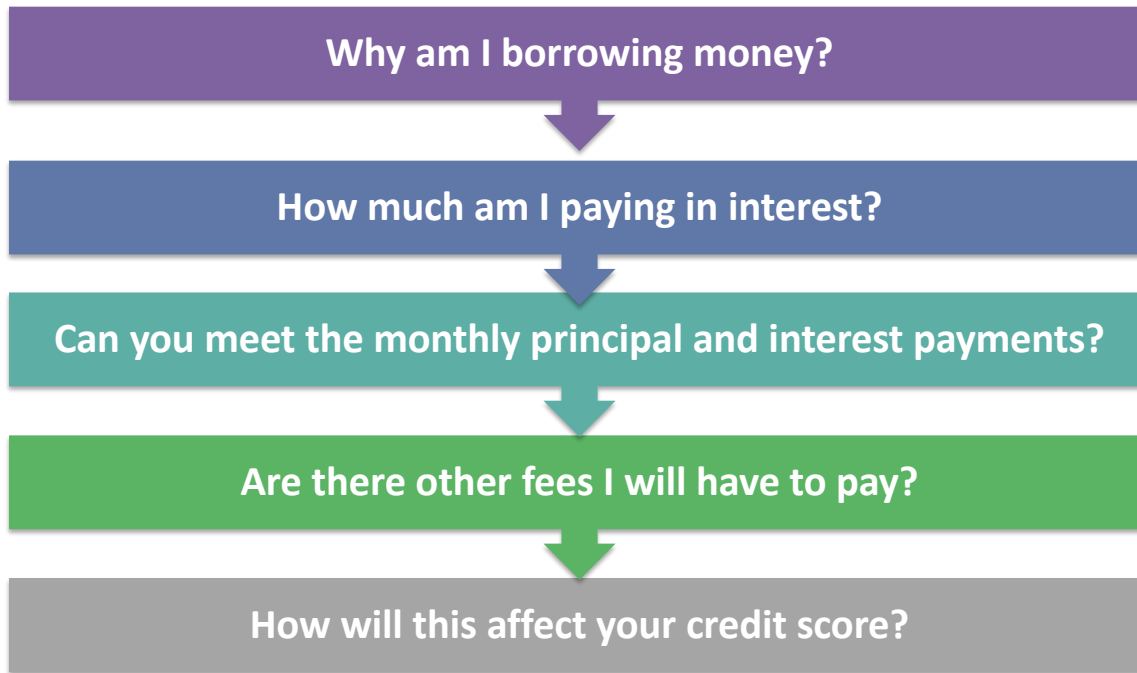 Why am I borrowing money?
How much am I paying in interest?
Can you meet the monthly principal and interest payments?
Are there other fees I will have to pay?
How will this affect your credit score?